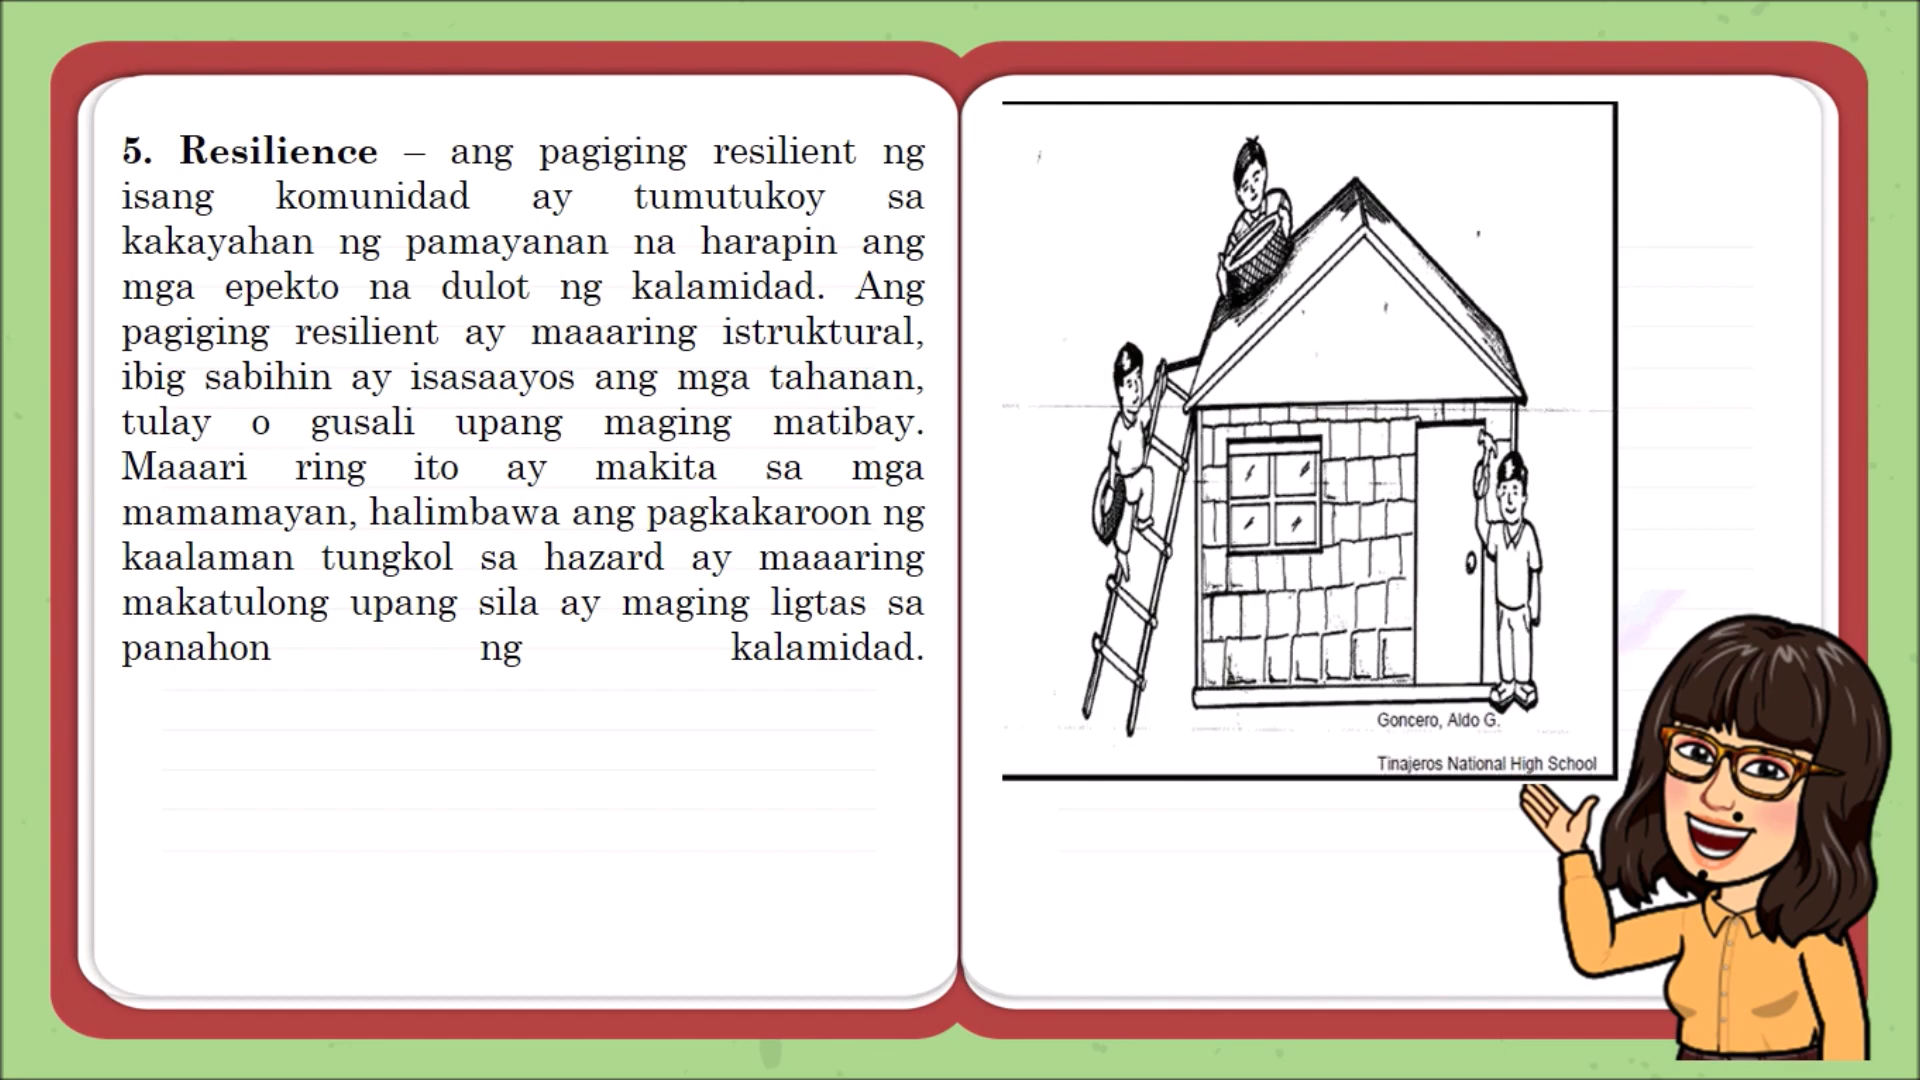 5. Resilience – ang pagiging resilient ng
isang komunidad ay tumutukoy sa
kakayahan ng pamayanan na harapin ang
mga epekto na dulot ng kalamidad. Ang
pagiging resilient ay maaaring istruktural,
ibig sabihin ay isasaayos ang mga tahanan,
tulay o gusali upang maging matibay.
Maaari ring ito ay makita sa mga
mamamayan, halimbawa ang pagkakaroon ng
kaalaman tungkol sa hazard ay maaaring
makatulong upang sila ay maging ligtas sa
panahon ng kalamidad.
Goncero, Aldo G.
Tinajeros National High School